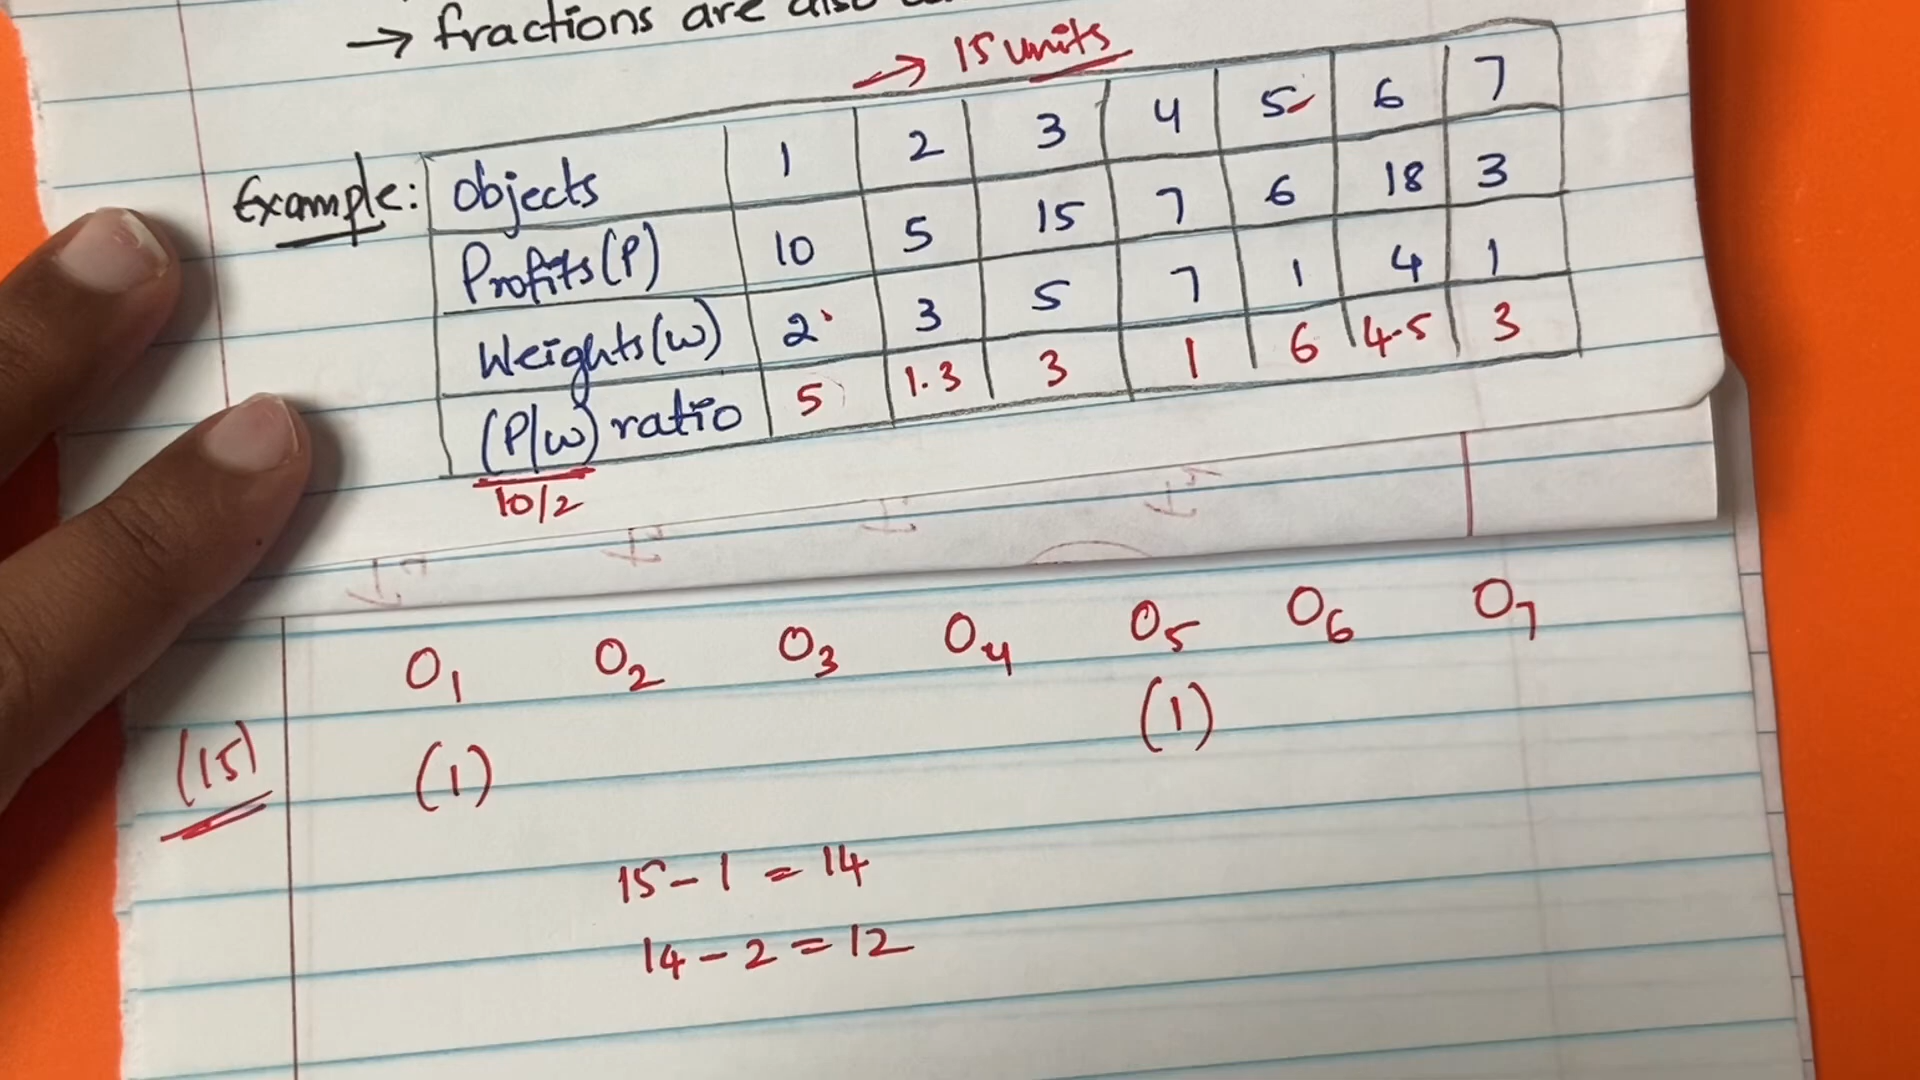 → fractions are also
→ 15 units
Example: Objects 1 2 3 4 5 6 7
Profits (P) 10 5 15 7 6 18 3
Weights (w) 2 3 5 7 1 4 1
(P/w) ratio 5 1.3 3 1 6 4.5 3
10/2
O1 O2 O3 O4 O5 O6 O7
(15) (1) (1)
15 - 1 = 14
14 - 2 = 12